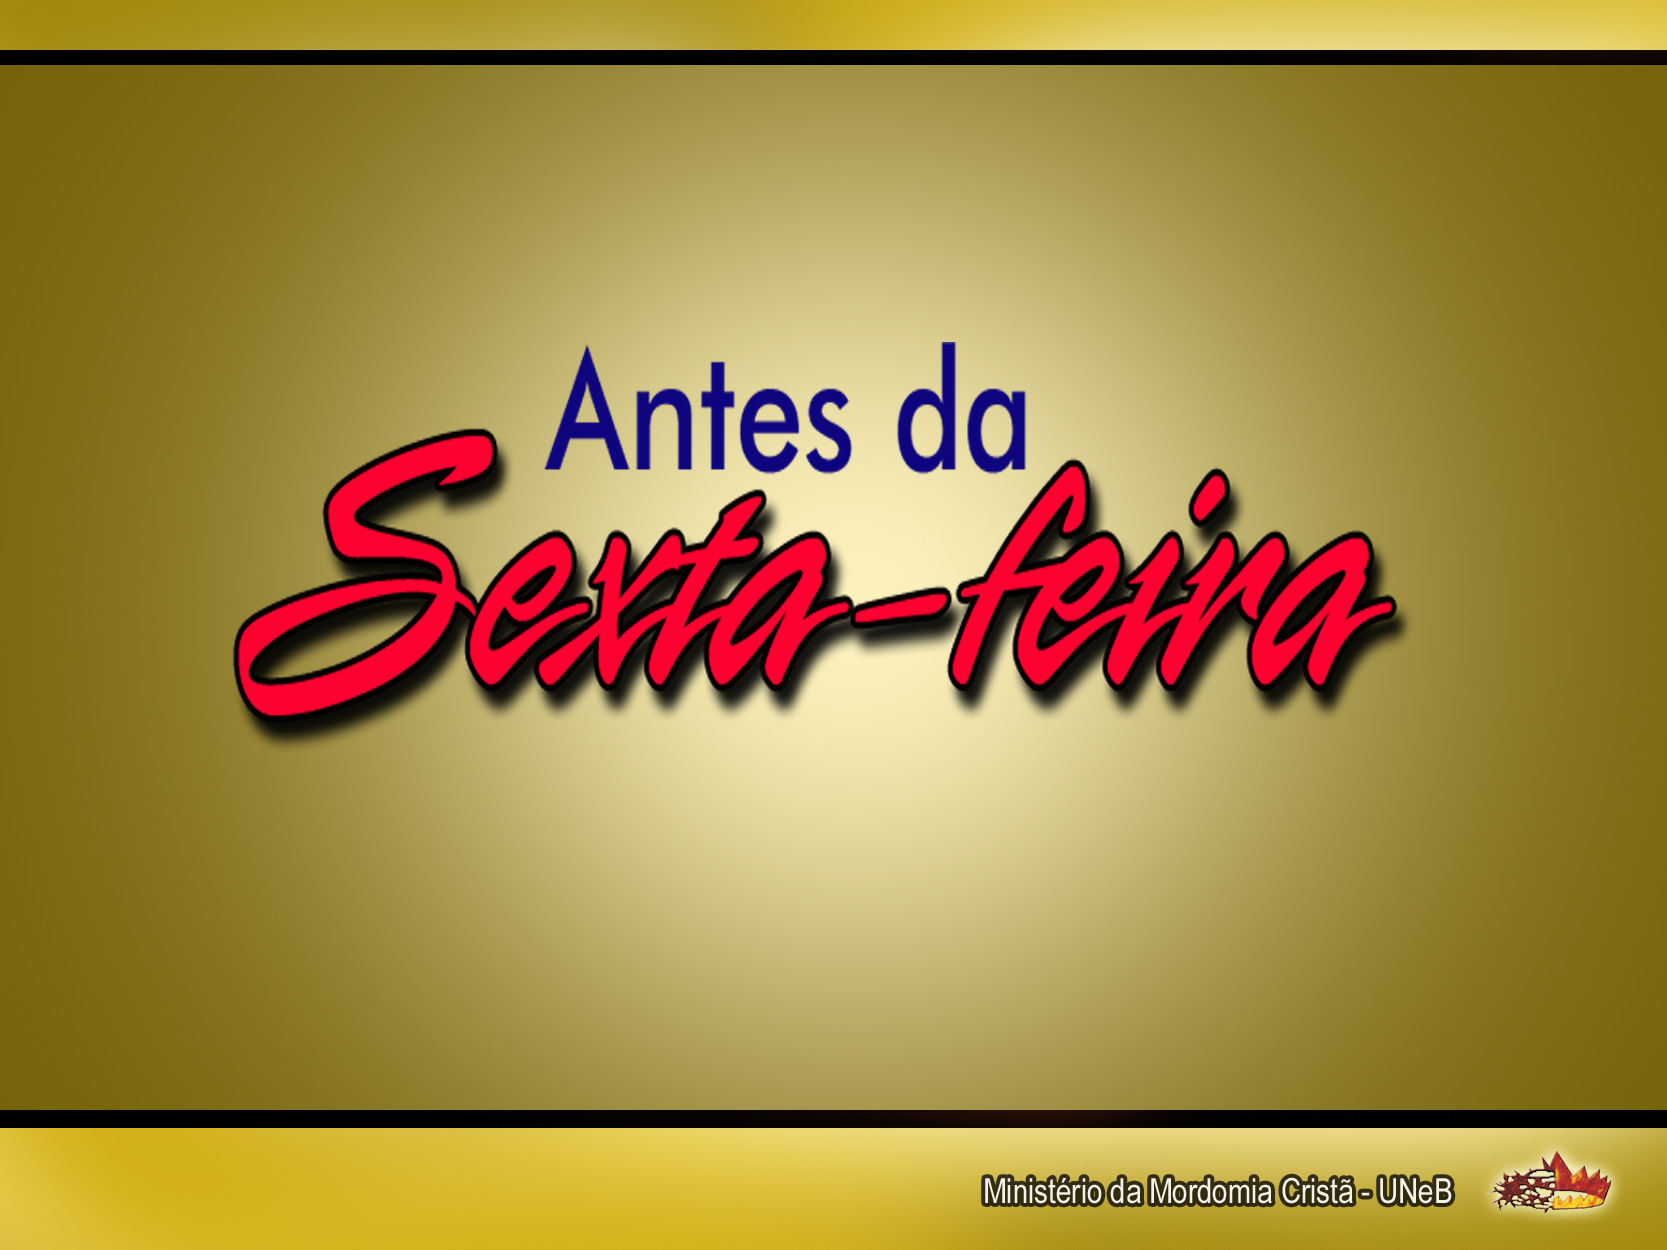 Antes da
Sexta-feira
Ministério da Mordomia Cristã - UNeB